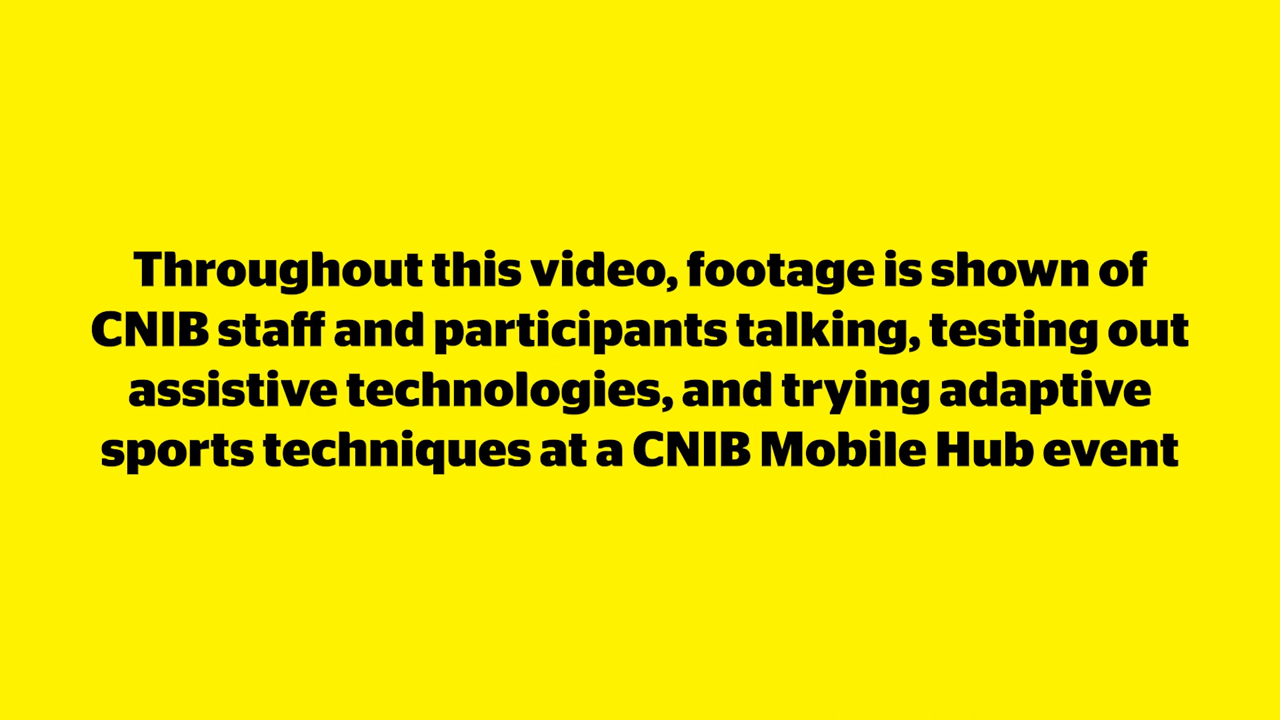 Throughout this video, footage is shown of
CNIB staff and participants talking, testing out
assistive technologies, and trying adaptive
sports techniques at a CNIB Mobile Hub event